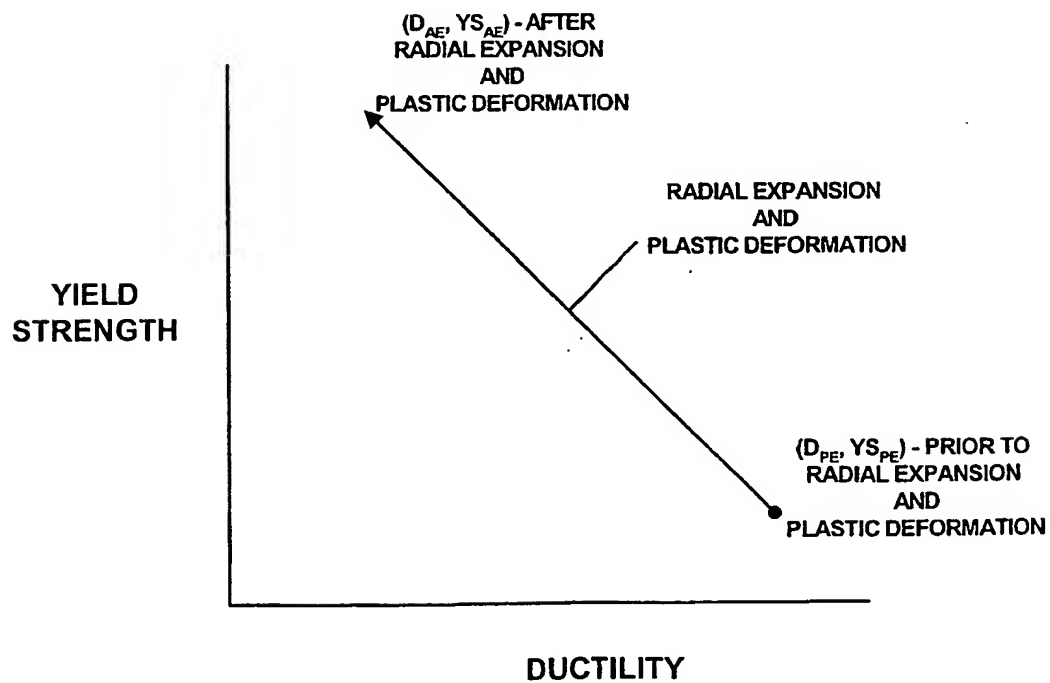 (D_AE, YS_AE) - AFTER
RADIAL EXPANSION
AND
PLASTIC DEFORMATION
RADIAL EXPANSION
AND
PLASTIC DEFORMATION
YIELD
STRENGTH
(D_PE, YS_PE) - PRIOR TO
RADIAL EXPANSION
AND
PLASTIC DEFORMATION
DUCTILITY